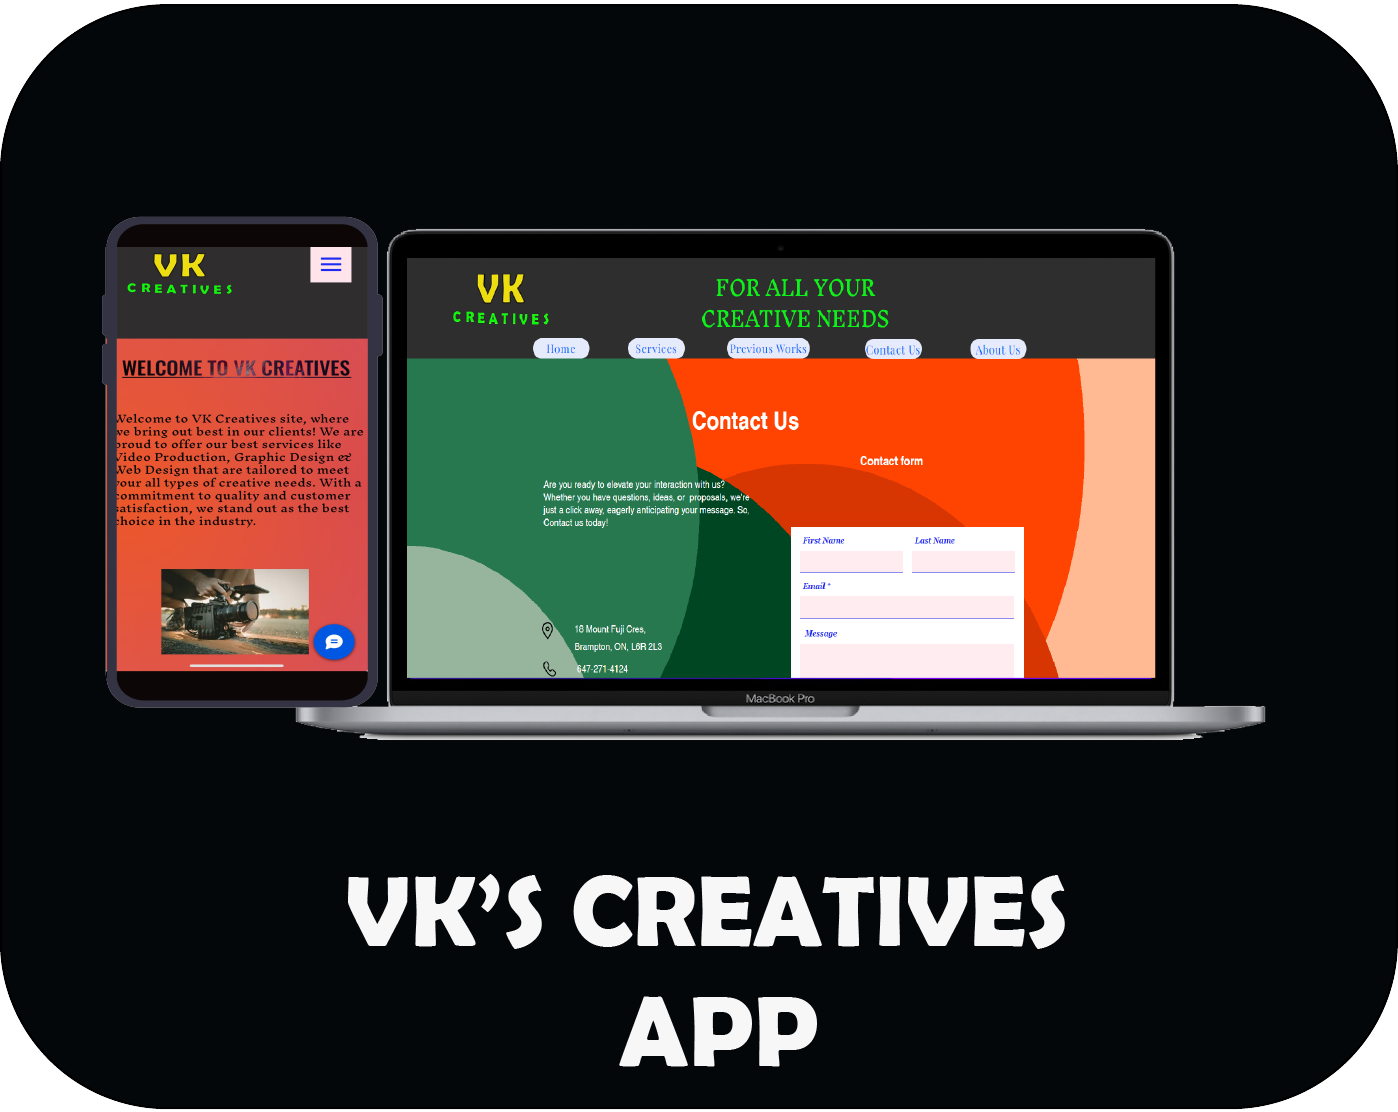 VK
CREATIVES
WELCOME TO VK CREATIVES
Welcome to VK Creatives site, where
we bring out best in our clients! We are
proud to offer our best services like
Video Production, Graphic Design &
Web Design that are tailored to meet
your all types of creative needs. With a
commitment to quality and customer
satisfaction, we stand out as the best
choice in the industry.
VK
CREATIVES
FOR ALL YOUR
CREATIVE NEEDS
Home Services Previous Works Contact Us About Us
Contact Us
Contact form
Are you ready to elevate your interaction with us?
Whether you have questions, ideas, or proposals, we're
just a click away, eagerly anticipating your message. So,
Contact us today!
First Name Last Name
Email *
Message
18 Mount Fuji Cres,
Brampton, ON, L6R 2L3
647-271-4124
MacBook Pro
VK'S CREATIVES
APP